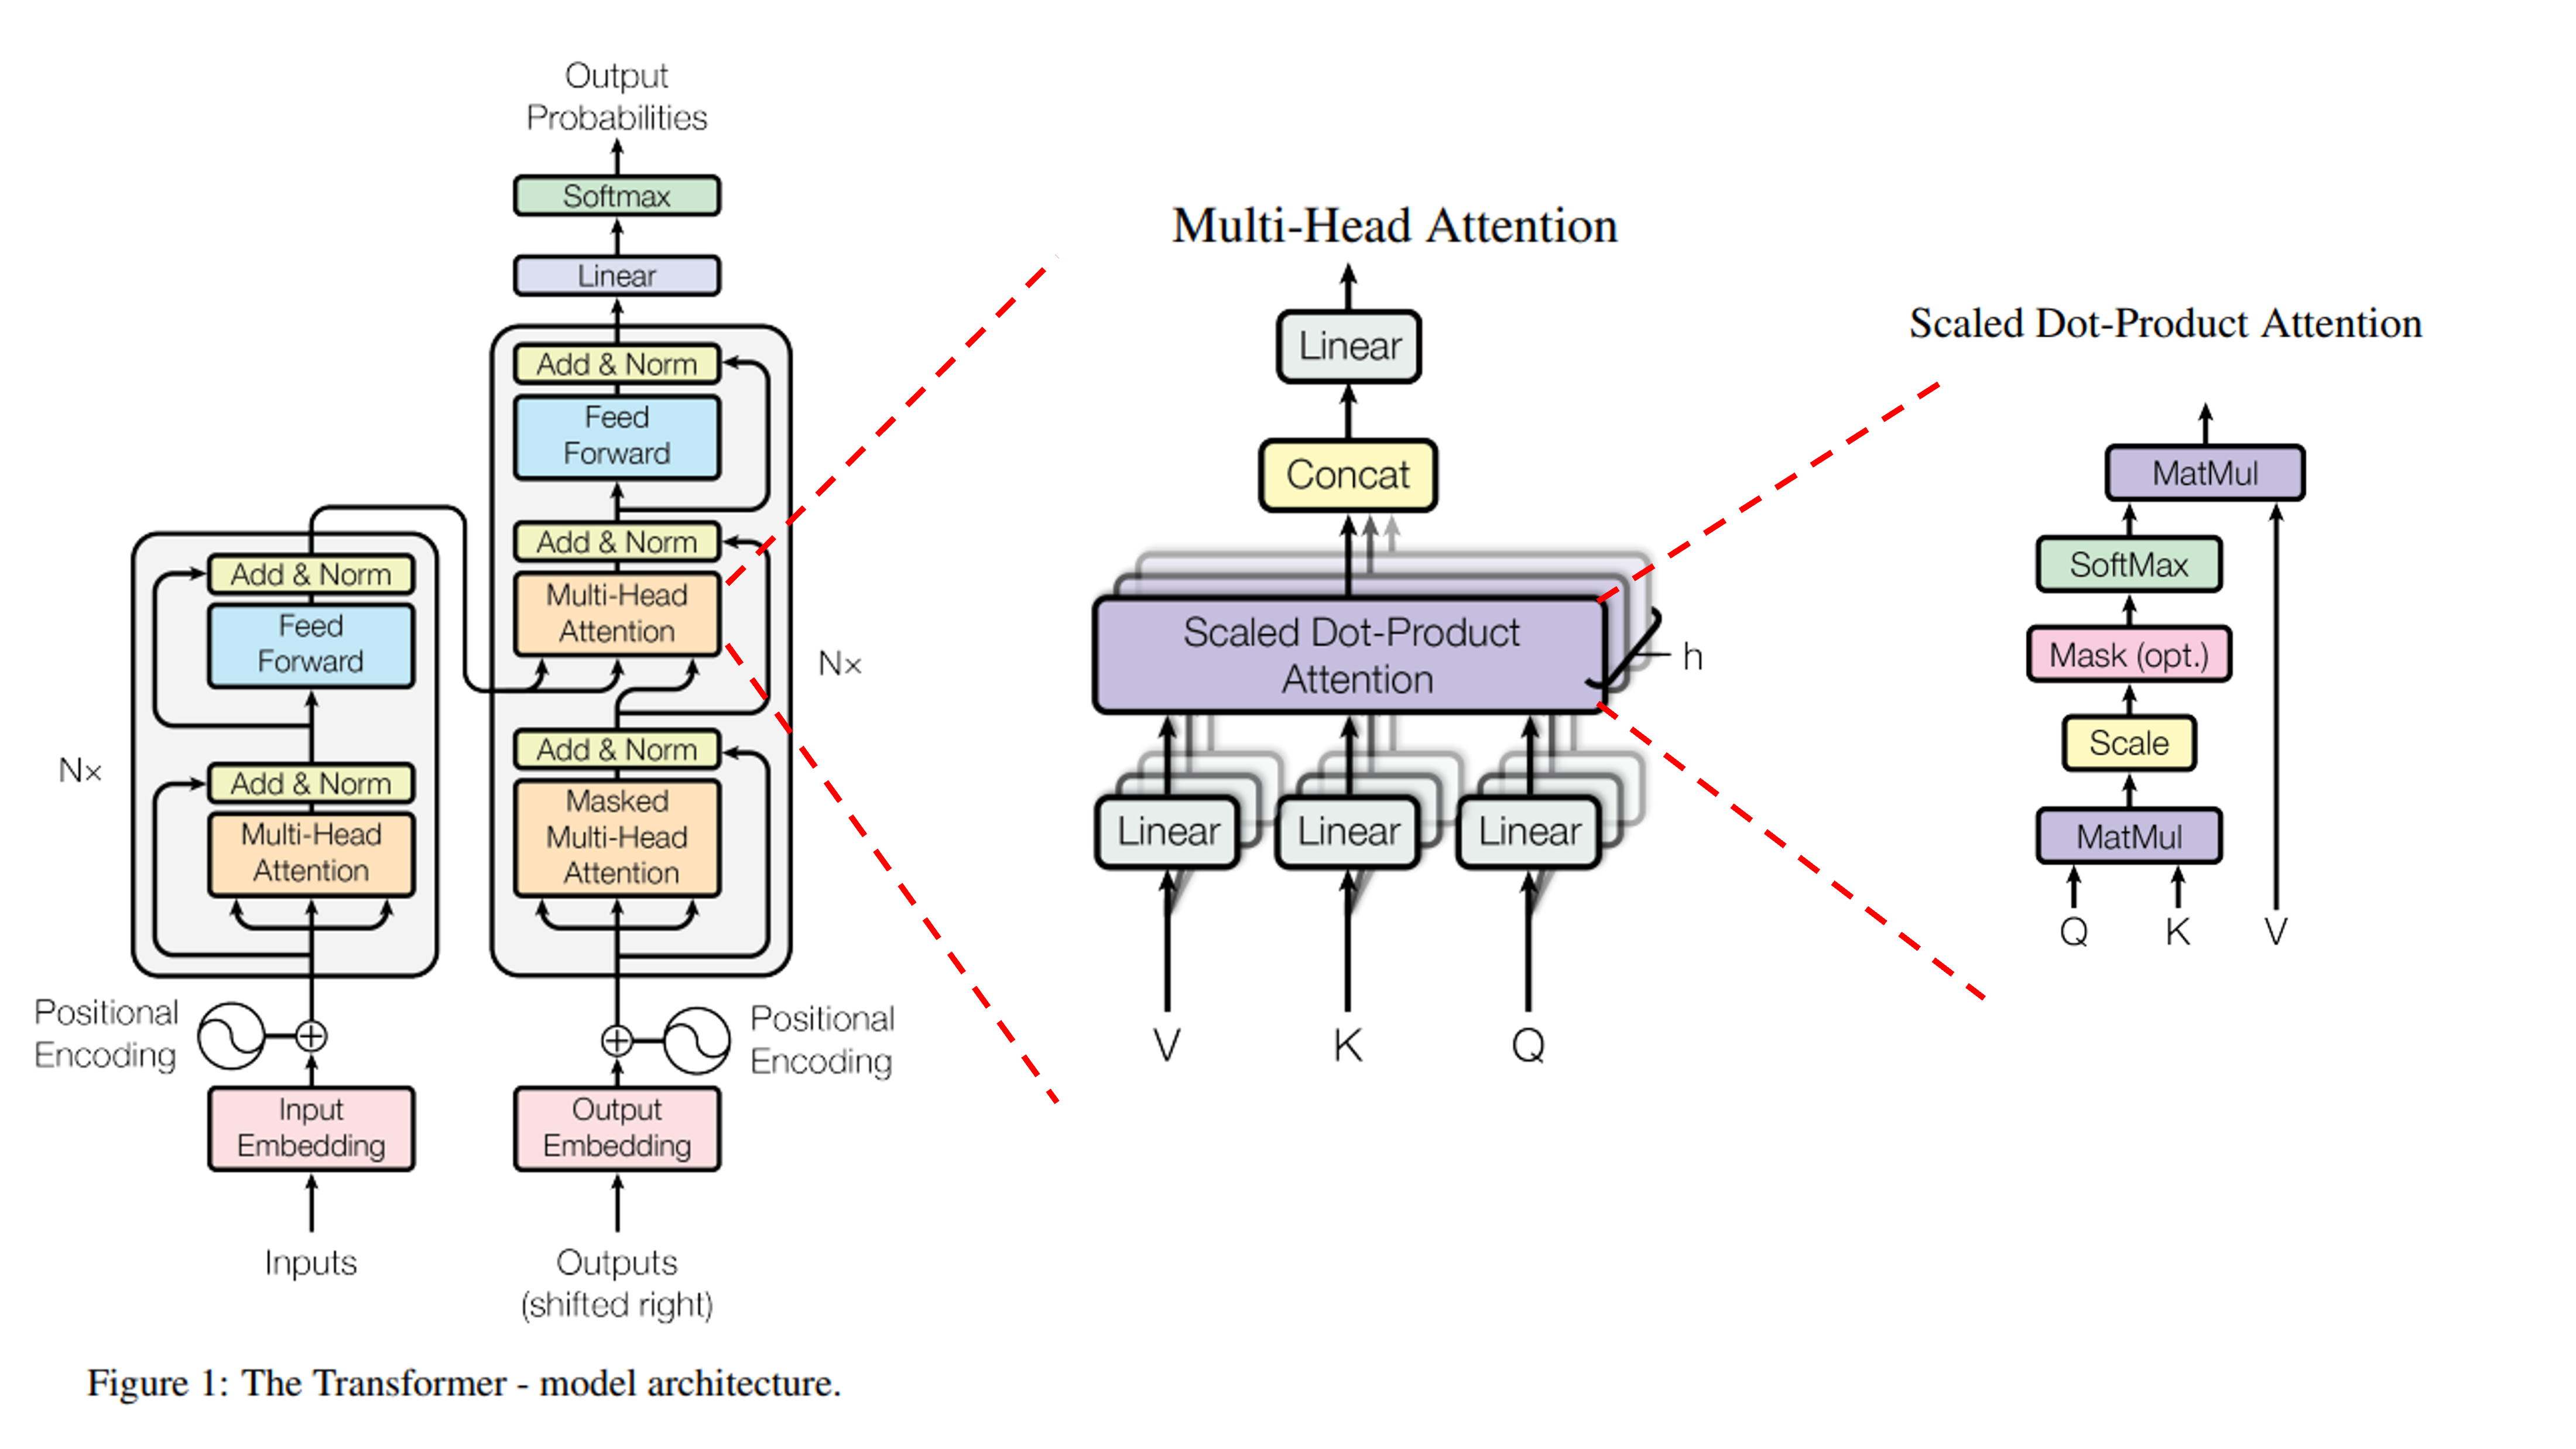 Output
Probabilities
Softmax
Linear
Add & Norm
Feed
Forward
Add & Norm
Multi-Head
Attention
Nx
Add & Norm
Masked
Multi-Head
Attention
Add & Norm
Feed
Forward
Nx
Add & Norm
Multi-Head
Attention
Positional
Encoding
Positional
Encoding
Input
Embedding
Output
Embedding
Inputs
Outputs
(shifted right)
Figure 1: The Transformer - model architecture.
Multi-Head Attention
Linear
Concat
Scaled Dot-Product
Attention
h
Linear
Linear
Linear
V
K
Q
Scaled Dot-Product Attention
MatMul
SoftMax
Mask (opt.)
Scale
MatMul
Q
K
V